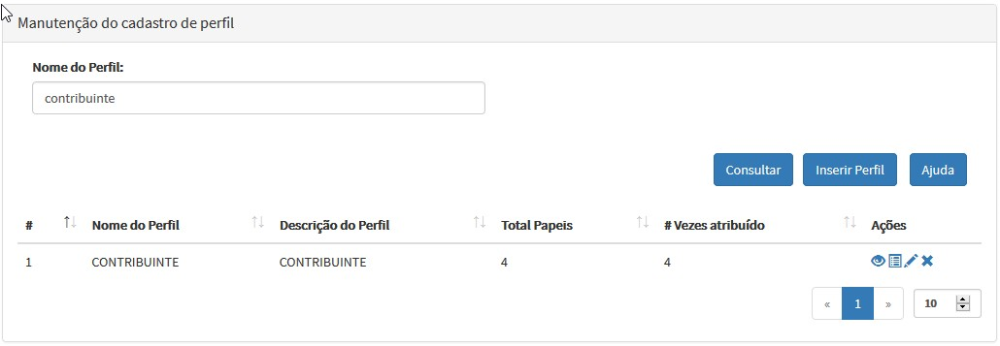 Manutenção do cadastro de perfil
Nome do Perfil:
contribuinte
Consultar Inserir Perfil Ajuda
# Nome do Perfil Descrição do Perfil Total Papeis # Vezes atribuído Ações
1 CONTRIBUINTE CONTRIBUINTE 4 4
« 1 » 10